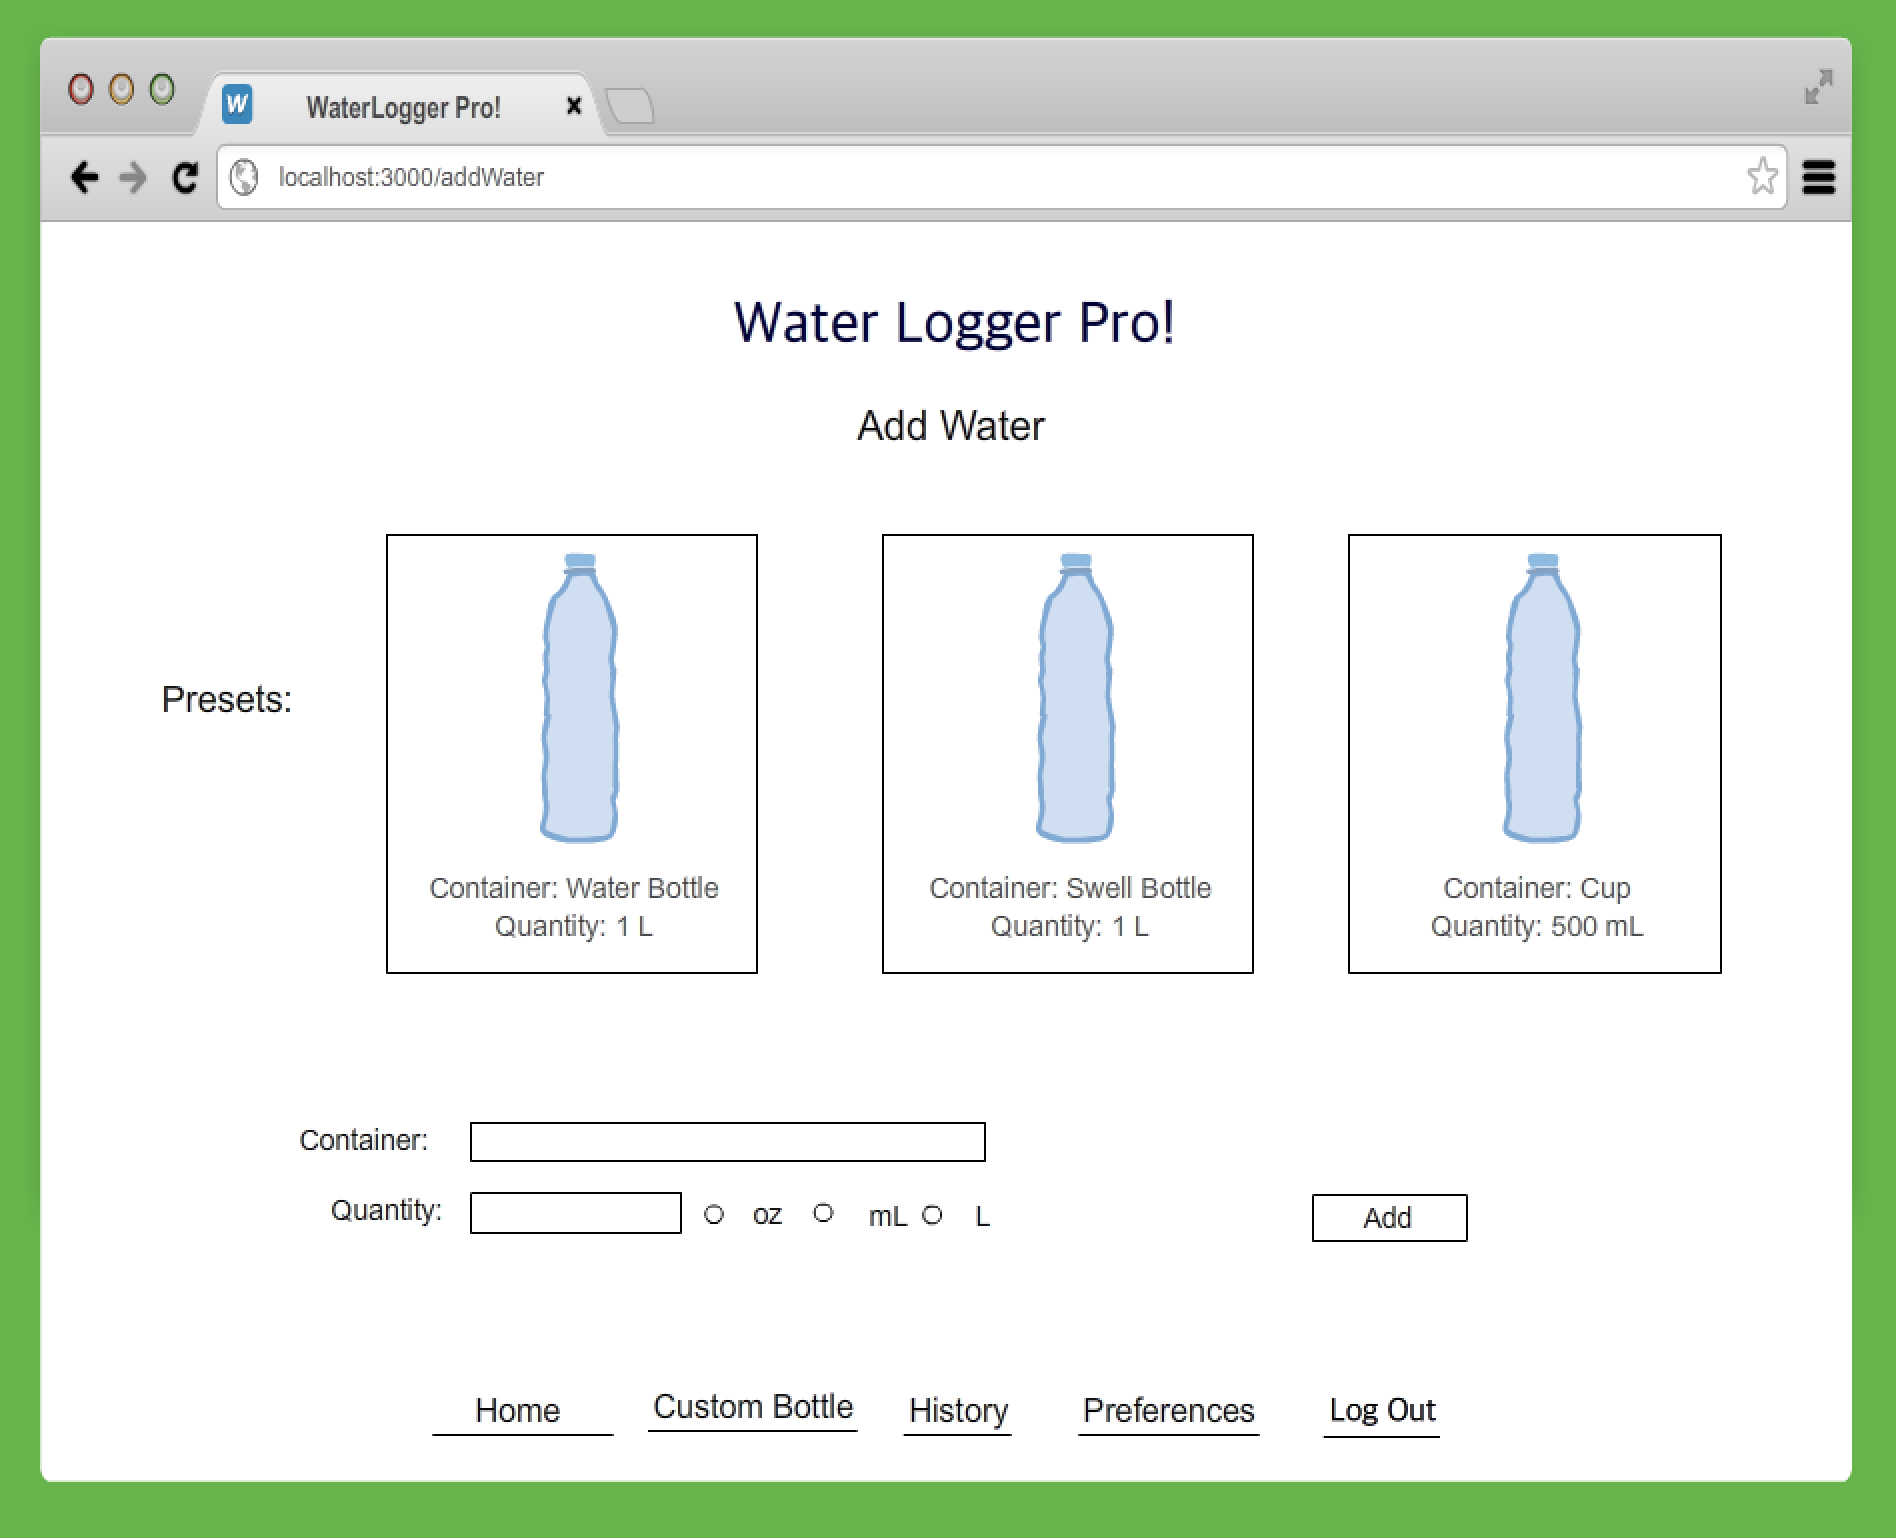 W
WaterLogger Pro!
localhost:3000/addWater
Water Logger Pro!
Add Water
Presets:
Container: Water Bottle
Quantity: 1 L
Container: Swell Bottle
Quantity: 1 L
Container: Cup
Quantity: 500 mL
Container:
Quantity:
oz mL L
Add
Home Custom Bottle History Preferences Log Out